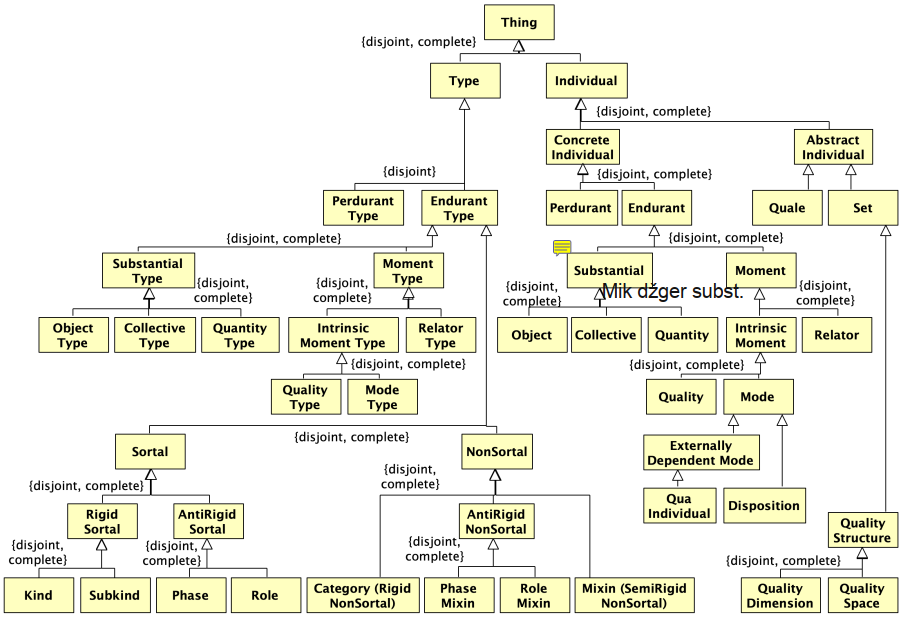 Thing
{disjoint, complete}
Type
Individual
{disjoint, complete}
Concrete
Individual
Abstract
Individual
{disjoint}
{disjoint, complete}
Perdurant
Type
Endurant
Type
Perdurant
Endurant
Quale
Set
{disjoint, complete}
{disjoint, complete}
Substantial
Type
{disjoint,
complete}
{disjoint,
complete}
Moment
Type
Substantial
Mik džger subst.
Moment
{disjoint,
complete}
{disjoint,
complete}
Object
Type
Collective
Type
Quantity
Type
Intrinsic
Moment Type
Relator
Type
Object
Collective
Quantity
Intrinsic
Moment
Relator
{disjoint, complete}
{disjoint, complete}
Quality
Type
Mode
Type
Quality
Mode
{disjoint, complete}
Sortal
NonSortal
Externally
Dependent Mode
{disjoint, complete}
{disjoint,
complete}
Qua
Individual
Disposition
Rigid
Sortal
AntiRigid
Sortal
AntiRigid
NonSortal
Quality
Structure
{disjoint,
complete}
{disjoint,
complete}
{disjoint,
complete}
{disjoint, complete}
Kind
Subkind
Phase
Role
Category (Rigid
NonSortal)
Phase
Mixin
Role
Mixin
Mixin (SemiRigid
NonSortal)
Quality
Dimension
Quality
Space